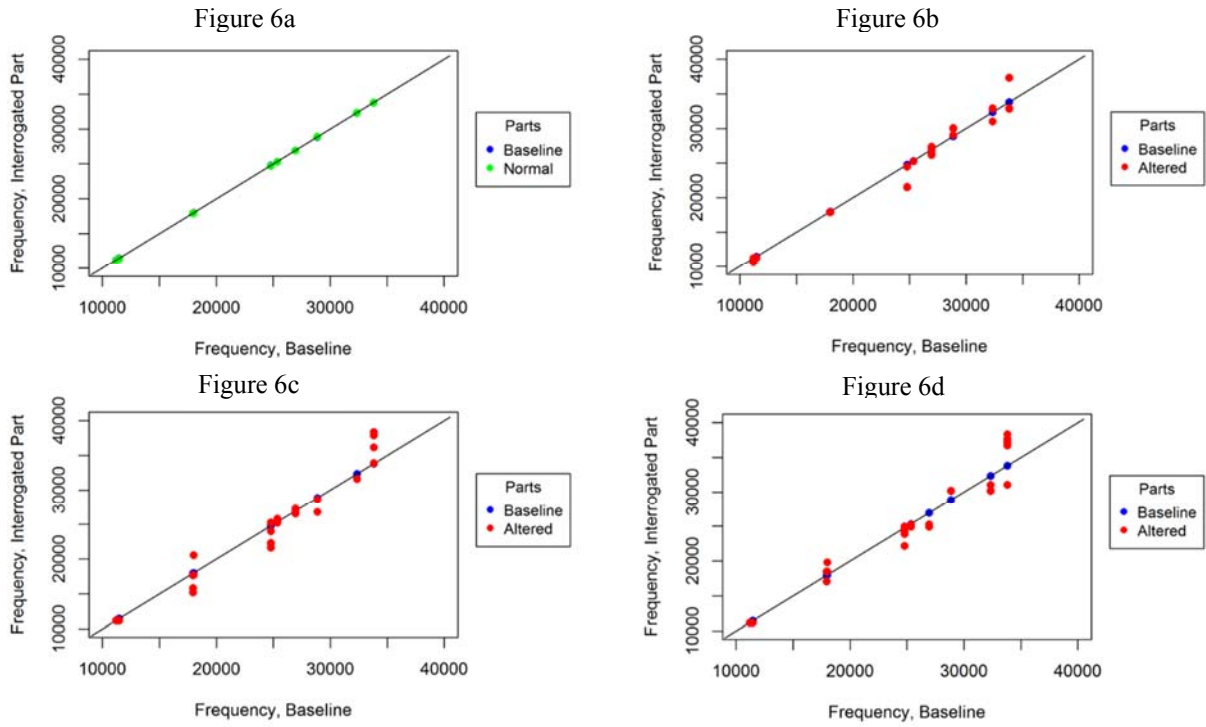 Figure 6a
Frequency, Interrogated Part
40000
30000
20000
10000
10000 20000 30000 40000
Frequency, Baseline
Parts
Baseline
Normal
Figure 6b
Frequency, Interrogated Part
40000
30000
20000
10000
10000 20000 30000 40000
Frequency, Baseline
Parts
Baseline
Altered
Figure 6c
Frequency, Interrogated Part
40000
30000
20000
10000
10000 20000 30000 40000
Frequency, Baseline
Parts
Baseline
Altered
Figure 6d
Frequency, Interrogated Part
40000
30000
20000
10000
10000 20000 30000 40000
Frequency, Baseline
Parts
Baseline
Altered